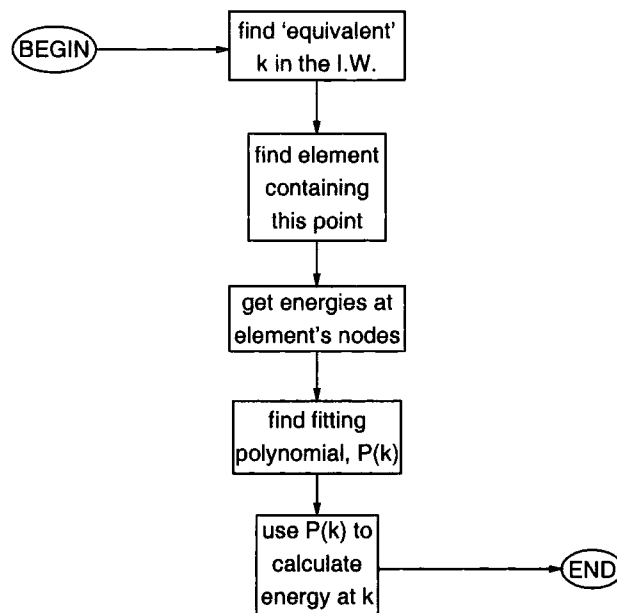 BEGIN
find ‘equivalent’
k in the I.W.
find element
containing
this point
get energies at
element's nodes
find fitting
polynomial, P(k)
use P(k) to
calculate
energy at k
END